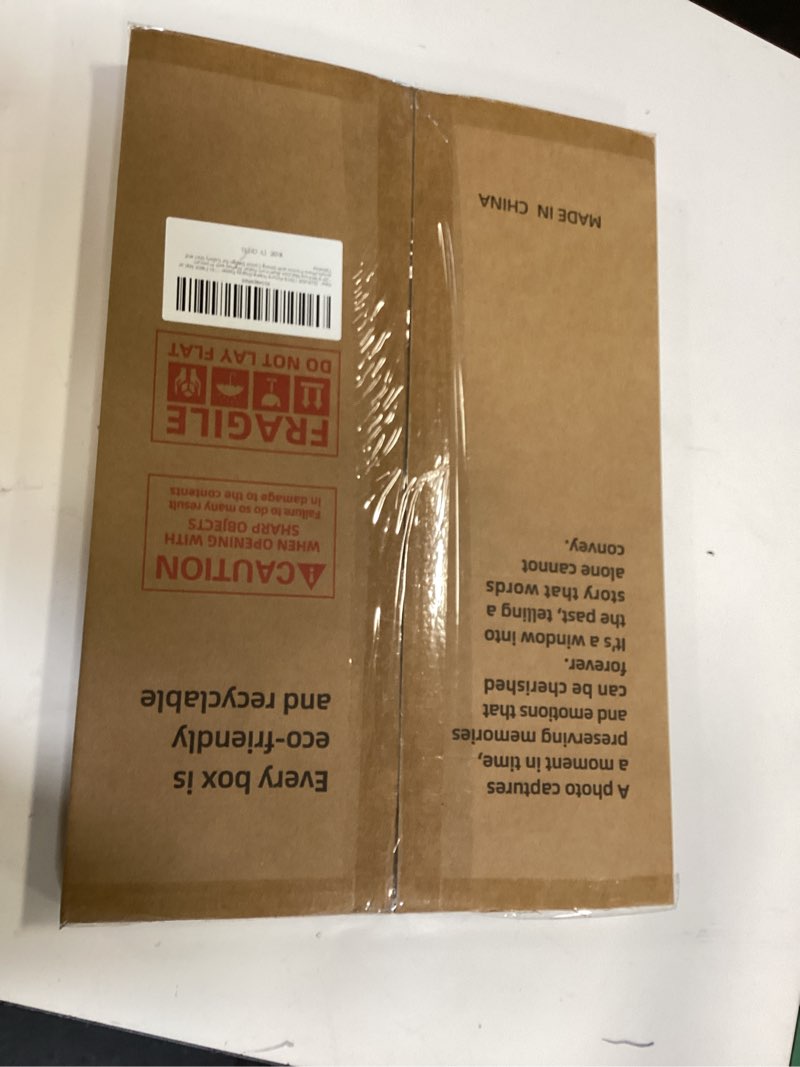 Every box is
eco-friendly
and recyclable
CAUTION
WHEN OPENING WITH
SHARP OBJECTS
Failure to do so many result
in damage to the contents
FRAGILE
DO NOT LAY FLAT
A photo captures
a moment in time,
preserving memories
and emotions that
can be cherished
forever.
It's a window into
the past, telling a
story that words
alone cannot
convey.
MADE IN CHINA